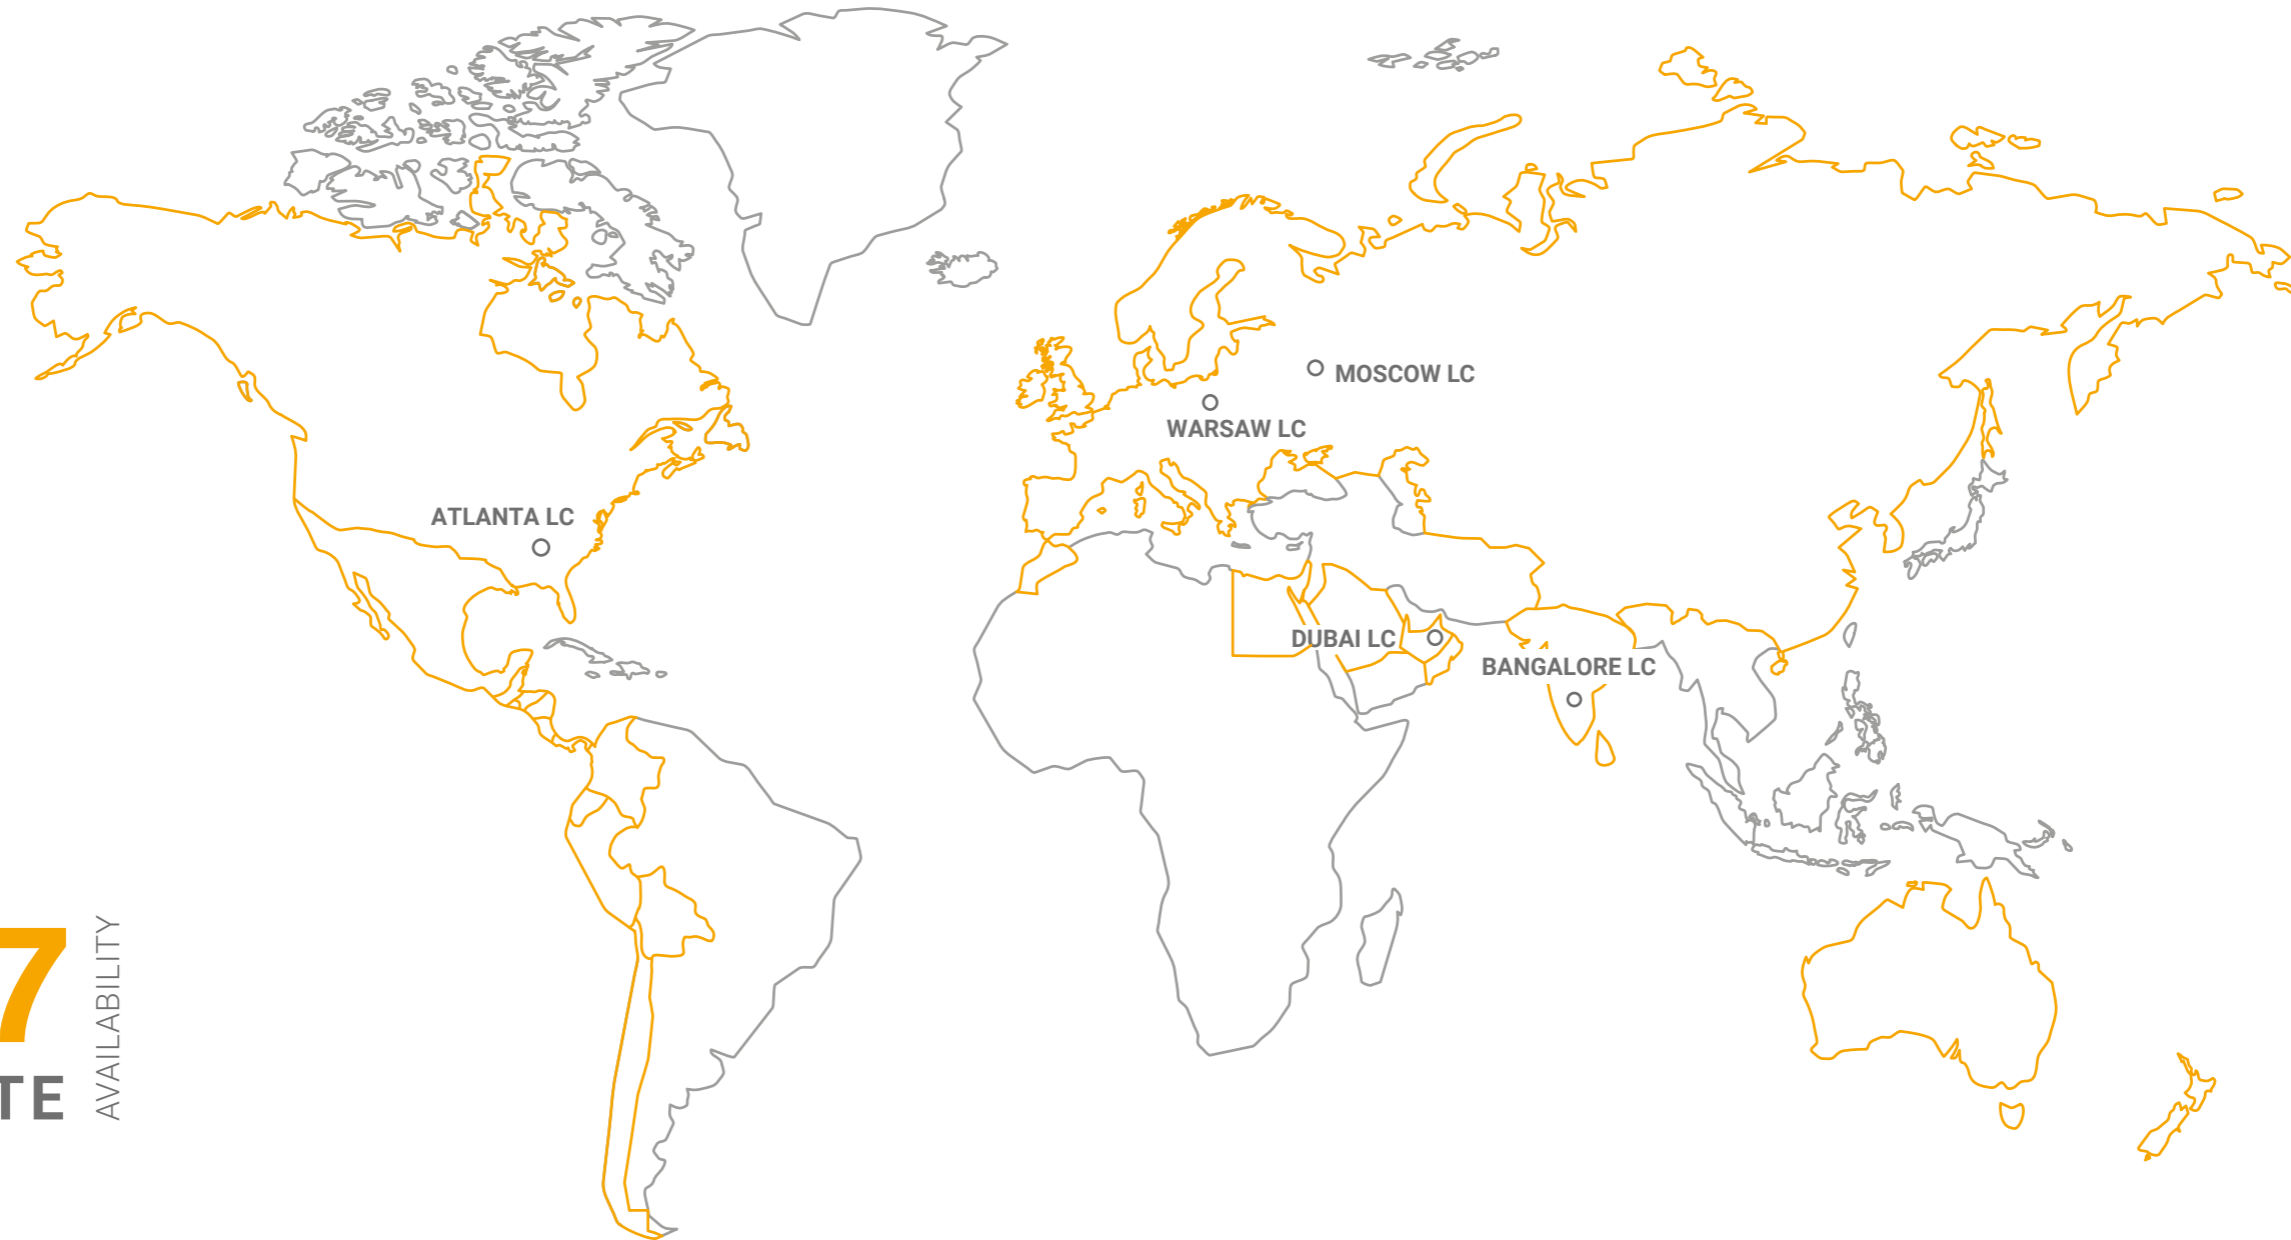 MOSCOW LC
WARSAW LC
ATLANTA LC
DUBAI LC
BANGALORE LC
7
TE
AVAILABILITY